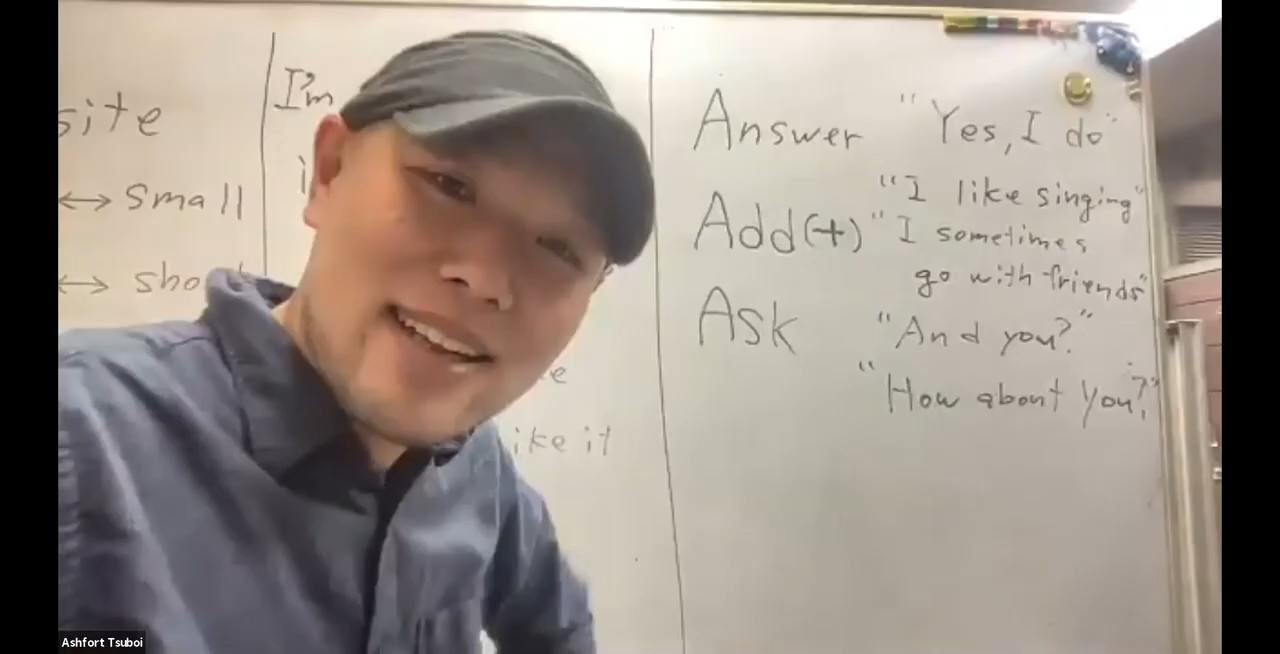 site
↔ small
↔ sho
I'm
ike it
Answer "Yes, I do"
"I like singing"
Add(+) "I sometimes
go with friends"
Ask "And you?"
"How about you?"
Ashfort Tsuboi